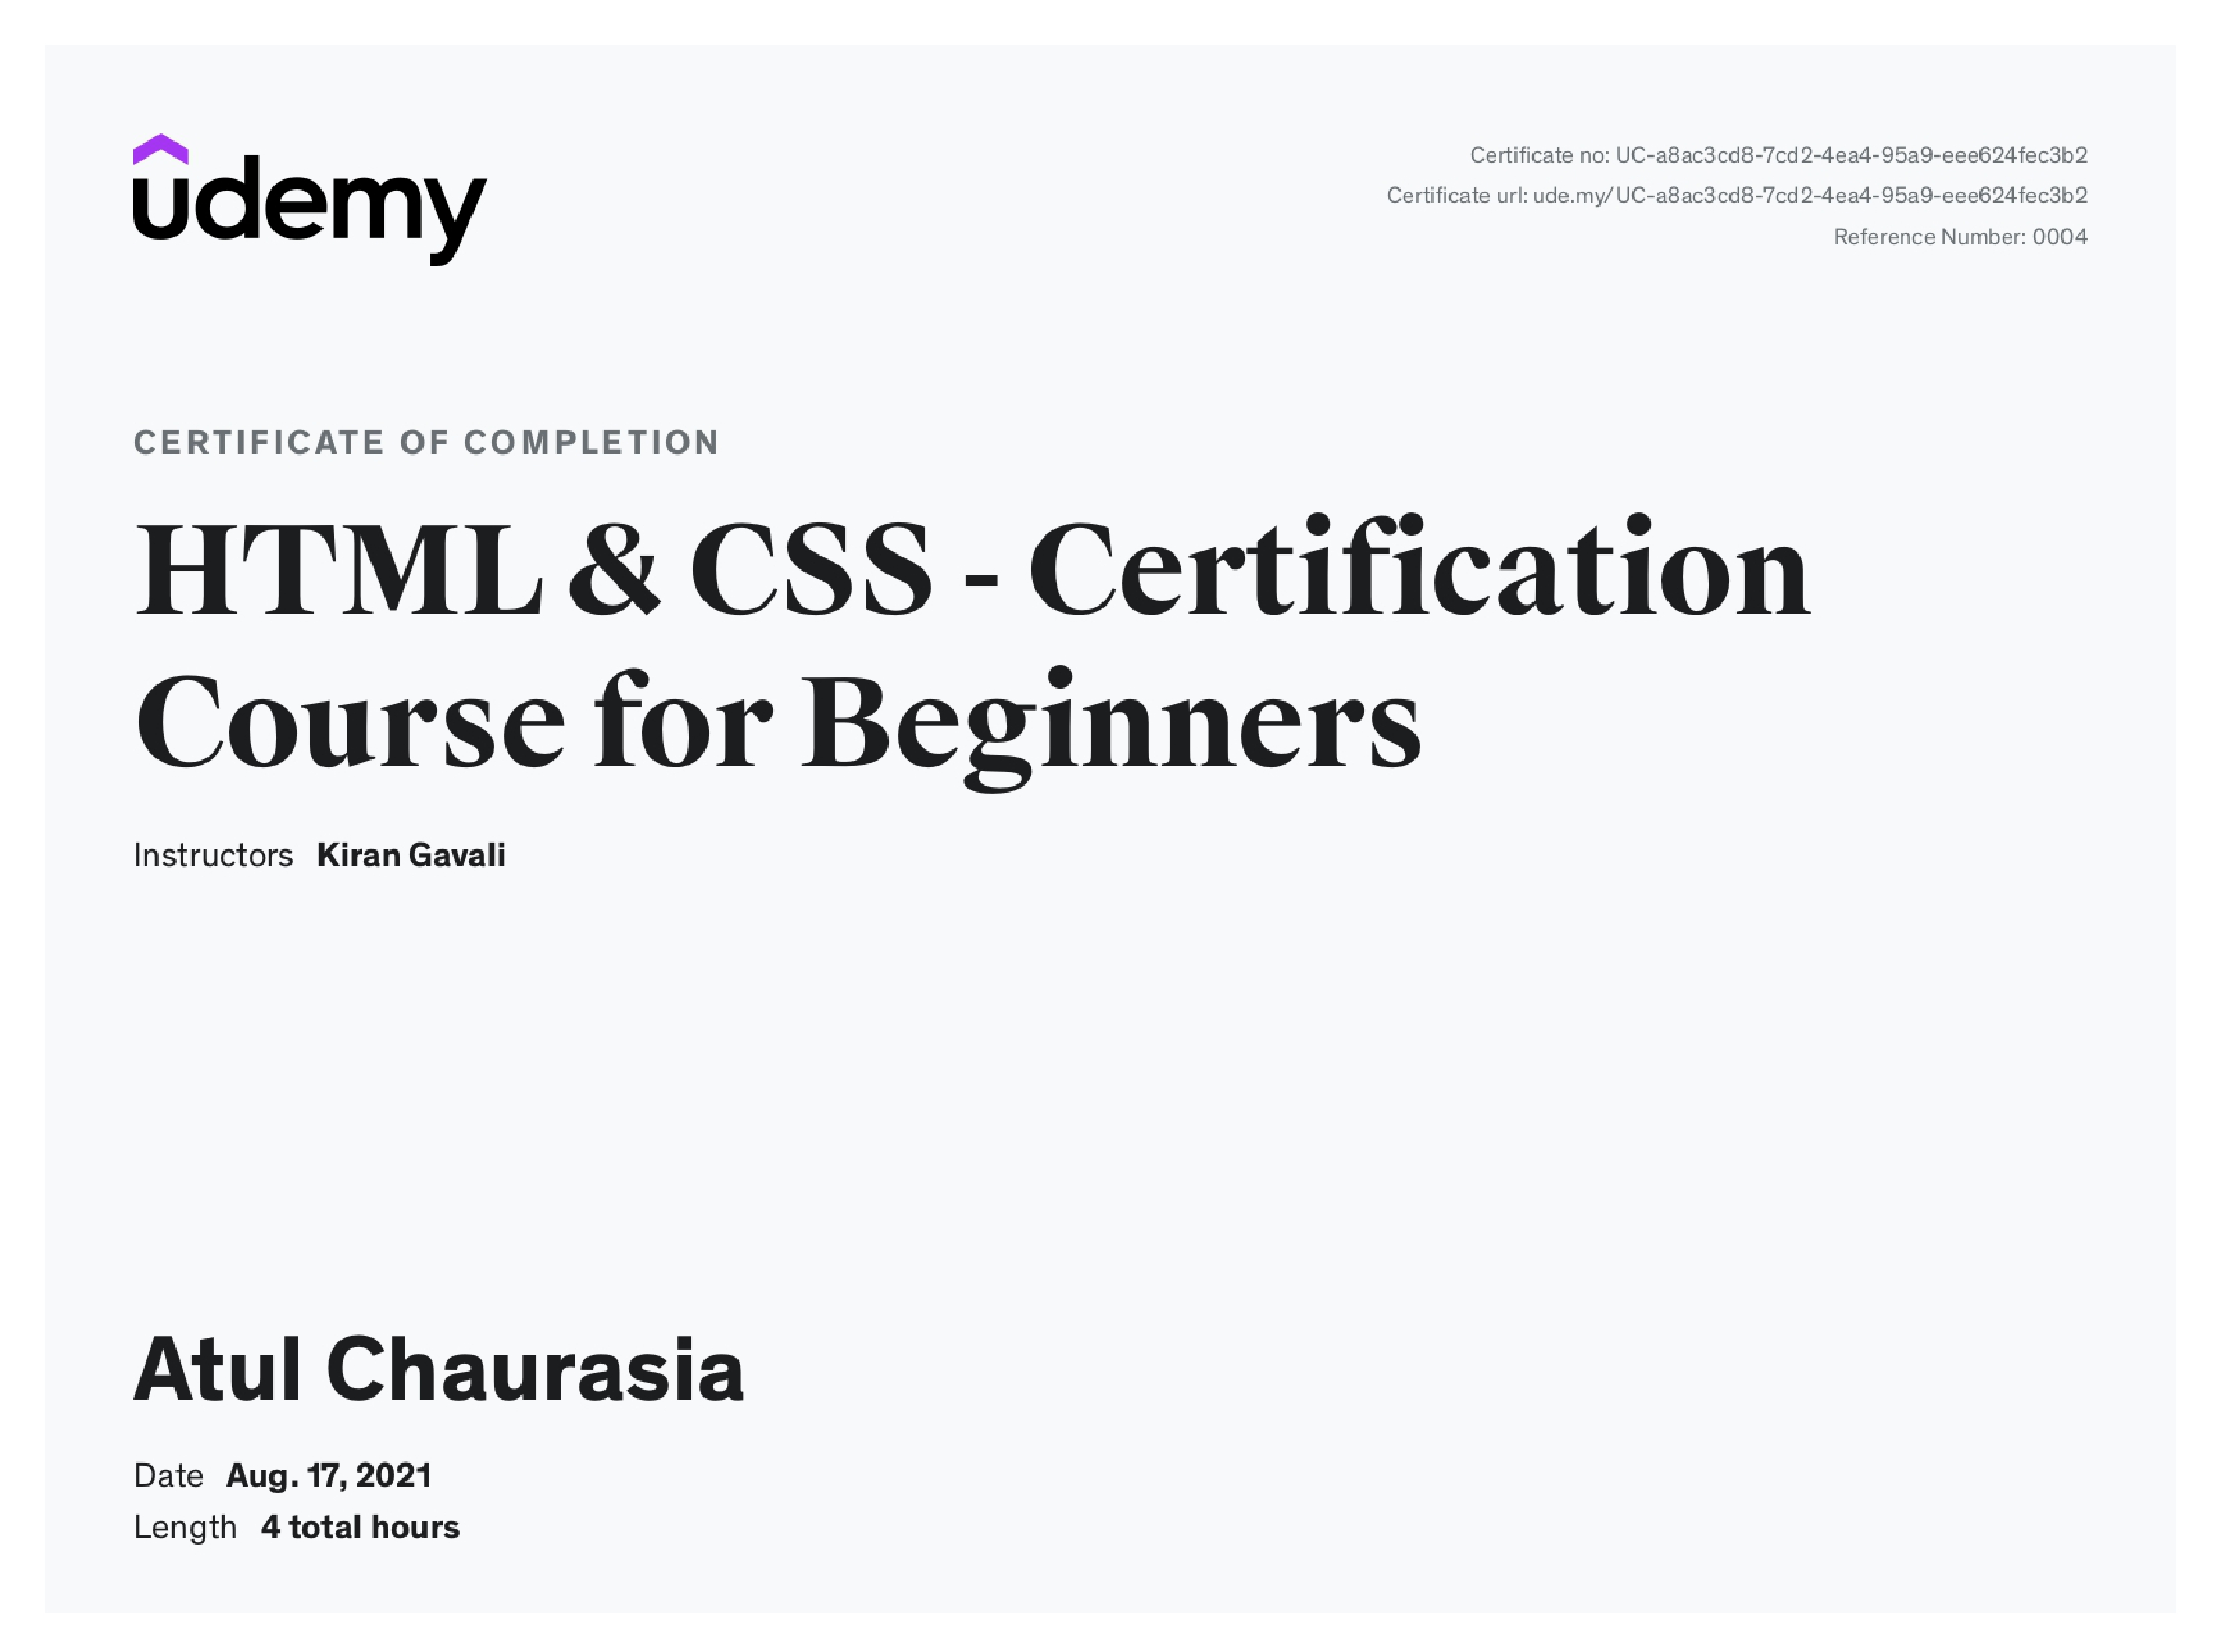 udemy
Certificate no: UC-a8ac3cd8-7cd2-4ea4-95a9-eee624fec3b2
Certificate url: ude.my/UC-a8ac3cd8-7cd2-4ea4-95a9-eee624fec3b2
Reference Number: 0004
CERTIFICATE OF COMPLETION
HTML & CSS - Certification
Course for Beginners
Instructors Kiran Gavali
Atul Chaurasia
Date Aug. 17, 2021
Length 4 total hours